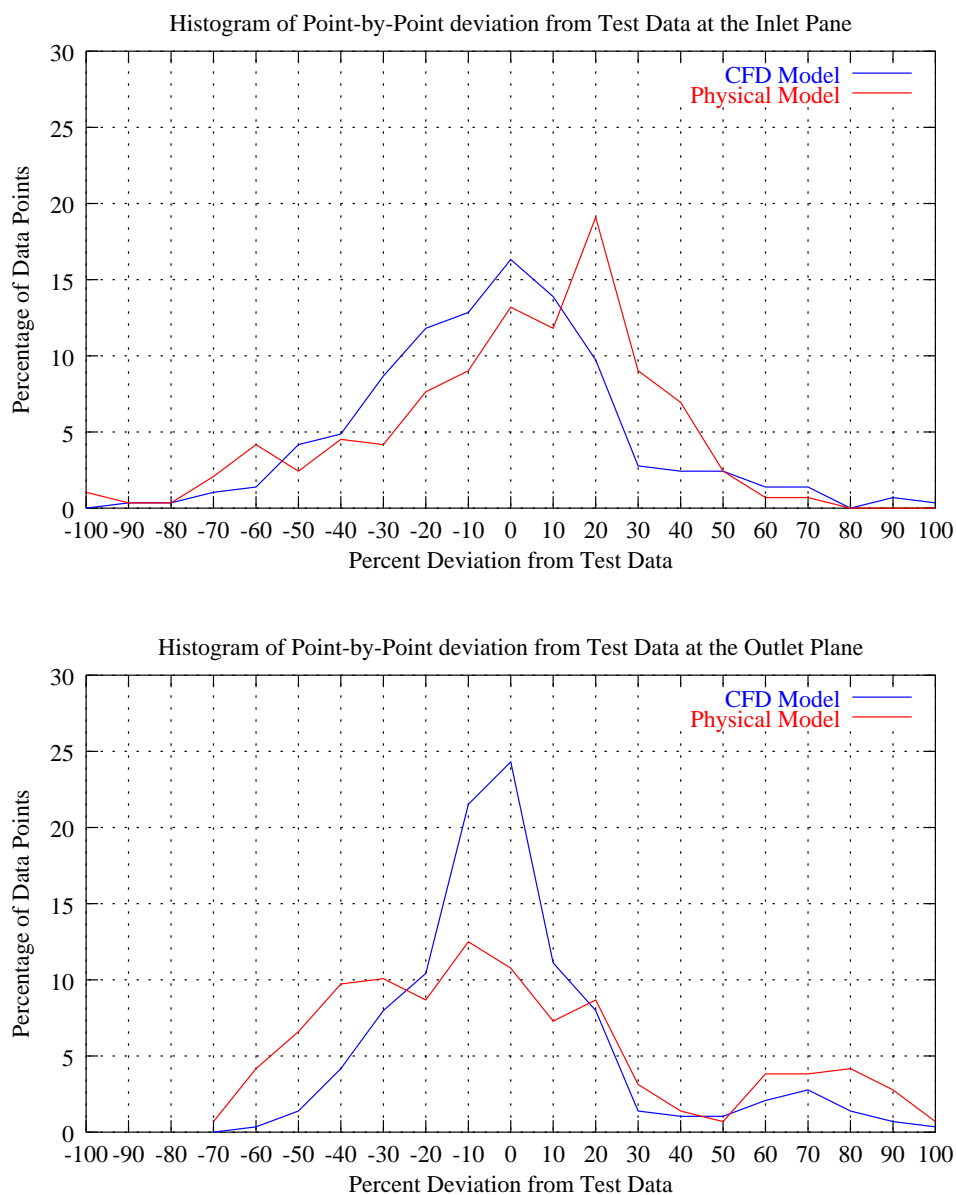 Histogram of Point-by-Point deviation from Test Data at the Inlet Pane
30
25
20
15
10
5
0
Percentage of Data Points
CFD Model
Physical Model
-100 -90 -80 -70 -60 -50 -40 -30 -20 -10 0 10 20 30 40 50 60 70 80 90 100
Percent Deviation from Test Data
Histogram of Point-by-Point deviation from Test Data at the Outlet Plane
30
25
20
15
10
5
0
Percentage of Data Points
CFD Model
Physical Model
-100 -90 -80 -70 -60 -50 -40 -30 -20 -10 0 10 20 30 40 50 60 70 80 90 100
Percent Deviation from Test Data